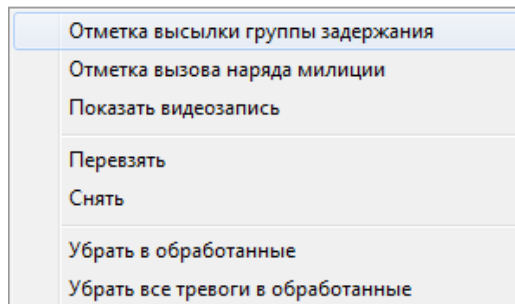 Отметка высылки группы задержания
Отметка вызова наряда милиции
Показать видеозапись
Перевзять
Снять
Убрать в обработанные
Убрать все тревоги в обработанные